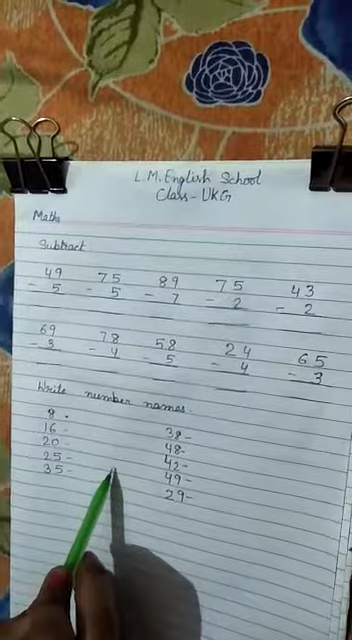 L.M. English School
Class - UKG
Maths
Subtract.
49 75 89 75 43
- 5 - 5 - 7 - 2 - 2
69 78 58 24 65
- 3 - 4 - 5 - 4 - 3
Write number names.
8 - 38 -
16 - 48 -
20 - 42 -
25 - 49 -
35 - 29 -